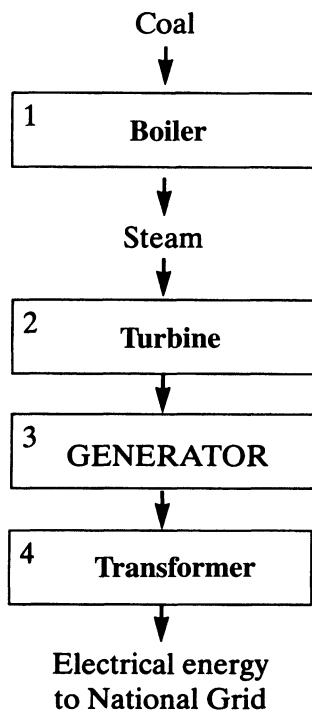 Coal
1
Boiler
Steam
2
Turbine
3
GENERATOR
4
Transformer
Electrical energy
to National Grid